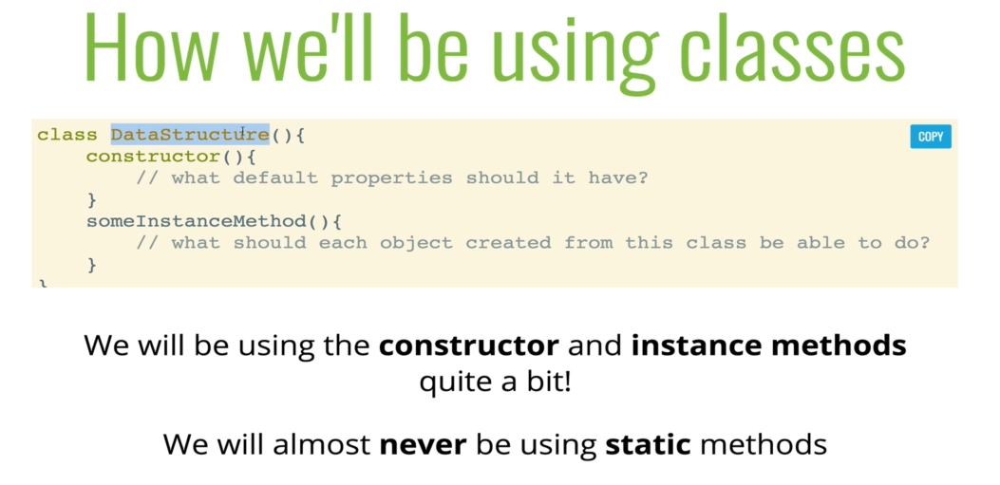 How we'll be using classes
class DataStructure(){
COPY
    constructor(){
        // what default properties should it have?
    }
    someInstanceMethod(){
        // what should each object created from this class be able to do?
    }
}
We will be using the constructor and instance methods
quite a bit!
We will almost never be using static methods